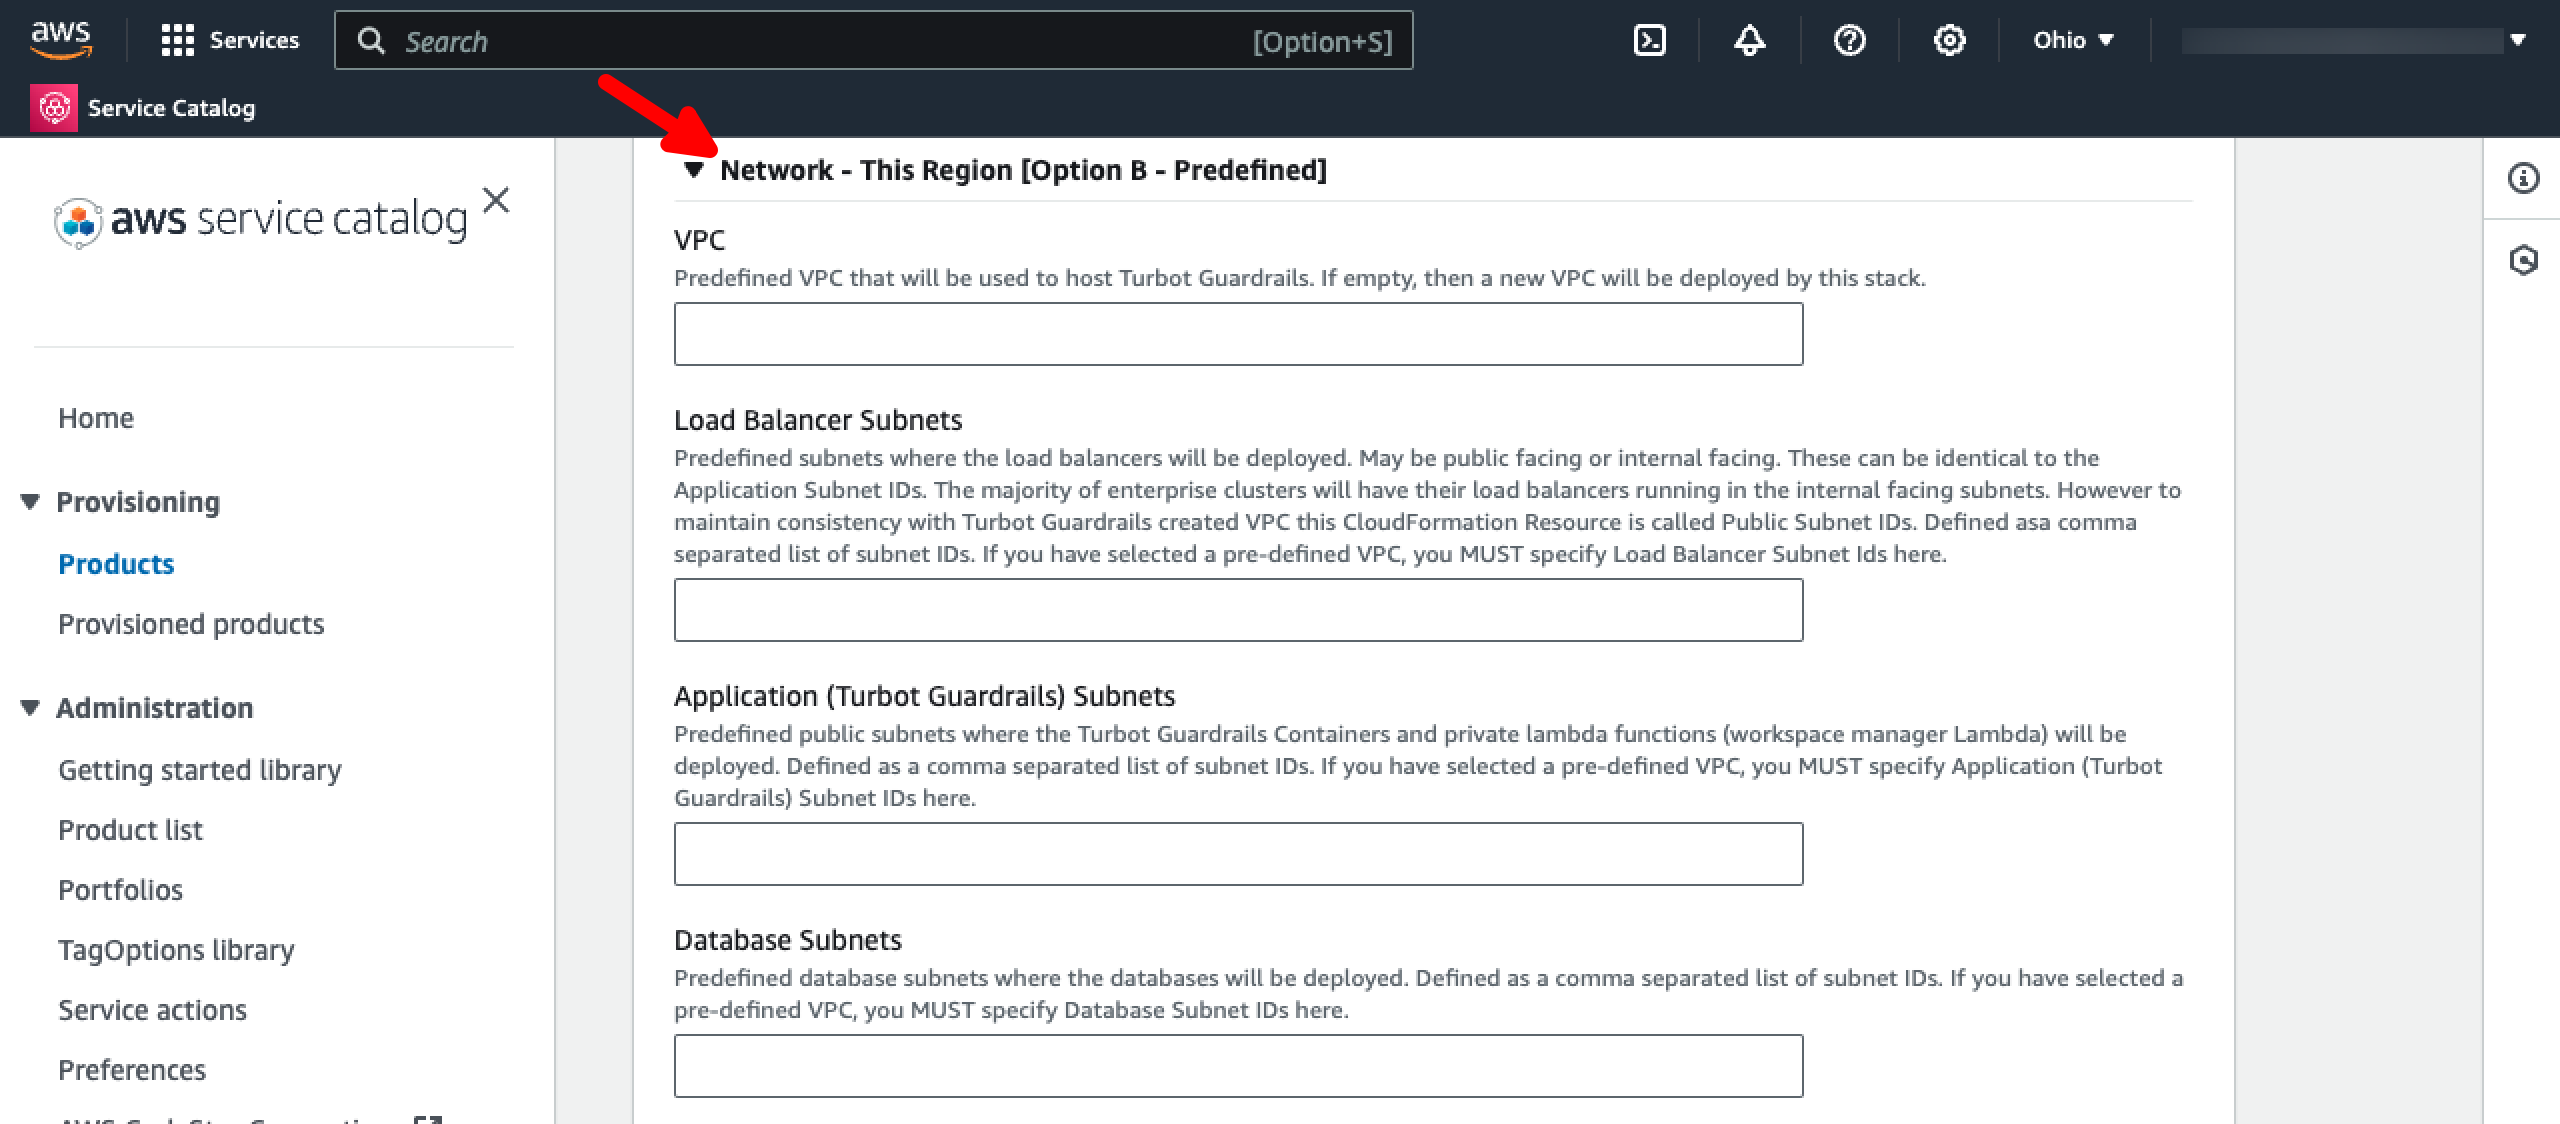 aws
Services
Search
[Option+S]
Ohio
Service Catalog
aws service catalog
Home
Provisioning
Products
Provisioned products
Administration
Getting started library
Product list
Portfolios
TagOptions library
Service actions
Preferences
Network - This Region [Option B - Predefined]
VPC
Predefined VPC that will be used to host Turbot Guardrails. If empty, then a new VPC will be deployed by this stack.
Load Balancer Subnets
Predefined subnets where the load balancers will be deployed. May be public facing or internal facing. These can be identical to the
Application Subnet IDs. The majority of enterprise clusters will have their load balancers running in the internal facing subnets. However to
maintain consistency with Turbot Guardrails created VPC this CloudFormation Resource is called Public Subnet IDs. Defined asa comma
separated list of subnet IDs. If you have selected a pre-defined VPC, you MUST specify Load Balancer Subnet Ids here.
Application (Turbot Guardrails) Subnets
Predefined public subnets where the Turbot Guardrails Containers and private lambda functions (workspace manager Lambda) will be
deployed. Defined as a comma separated list of subnet IDs. If you have selected a pre-defined VPC, you MUST specify Application (Turbot
Guardrails) Subnet IDs here.
Database Subnets
Predefined database subnets where the databases will be deployed. Defined as a comma separated list of subnet IDs. If you have selected a
pre-defined VPC, you MUST specify Database Subnet IDs here.